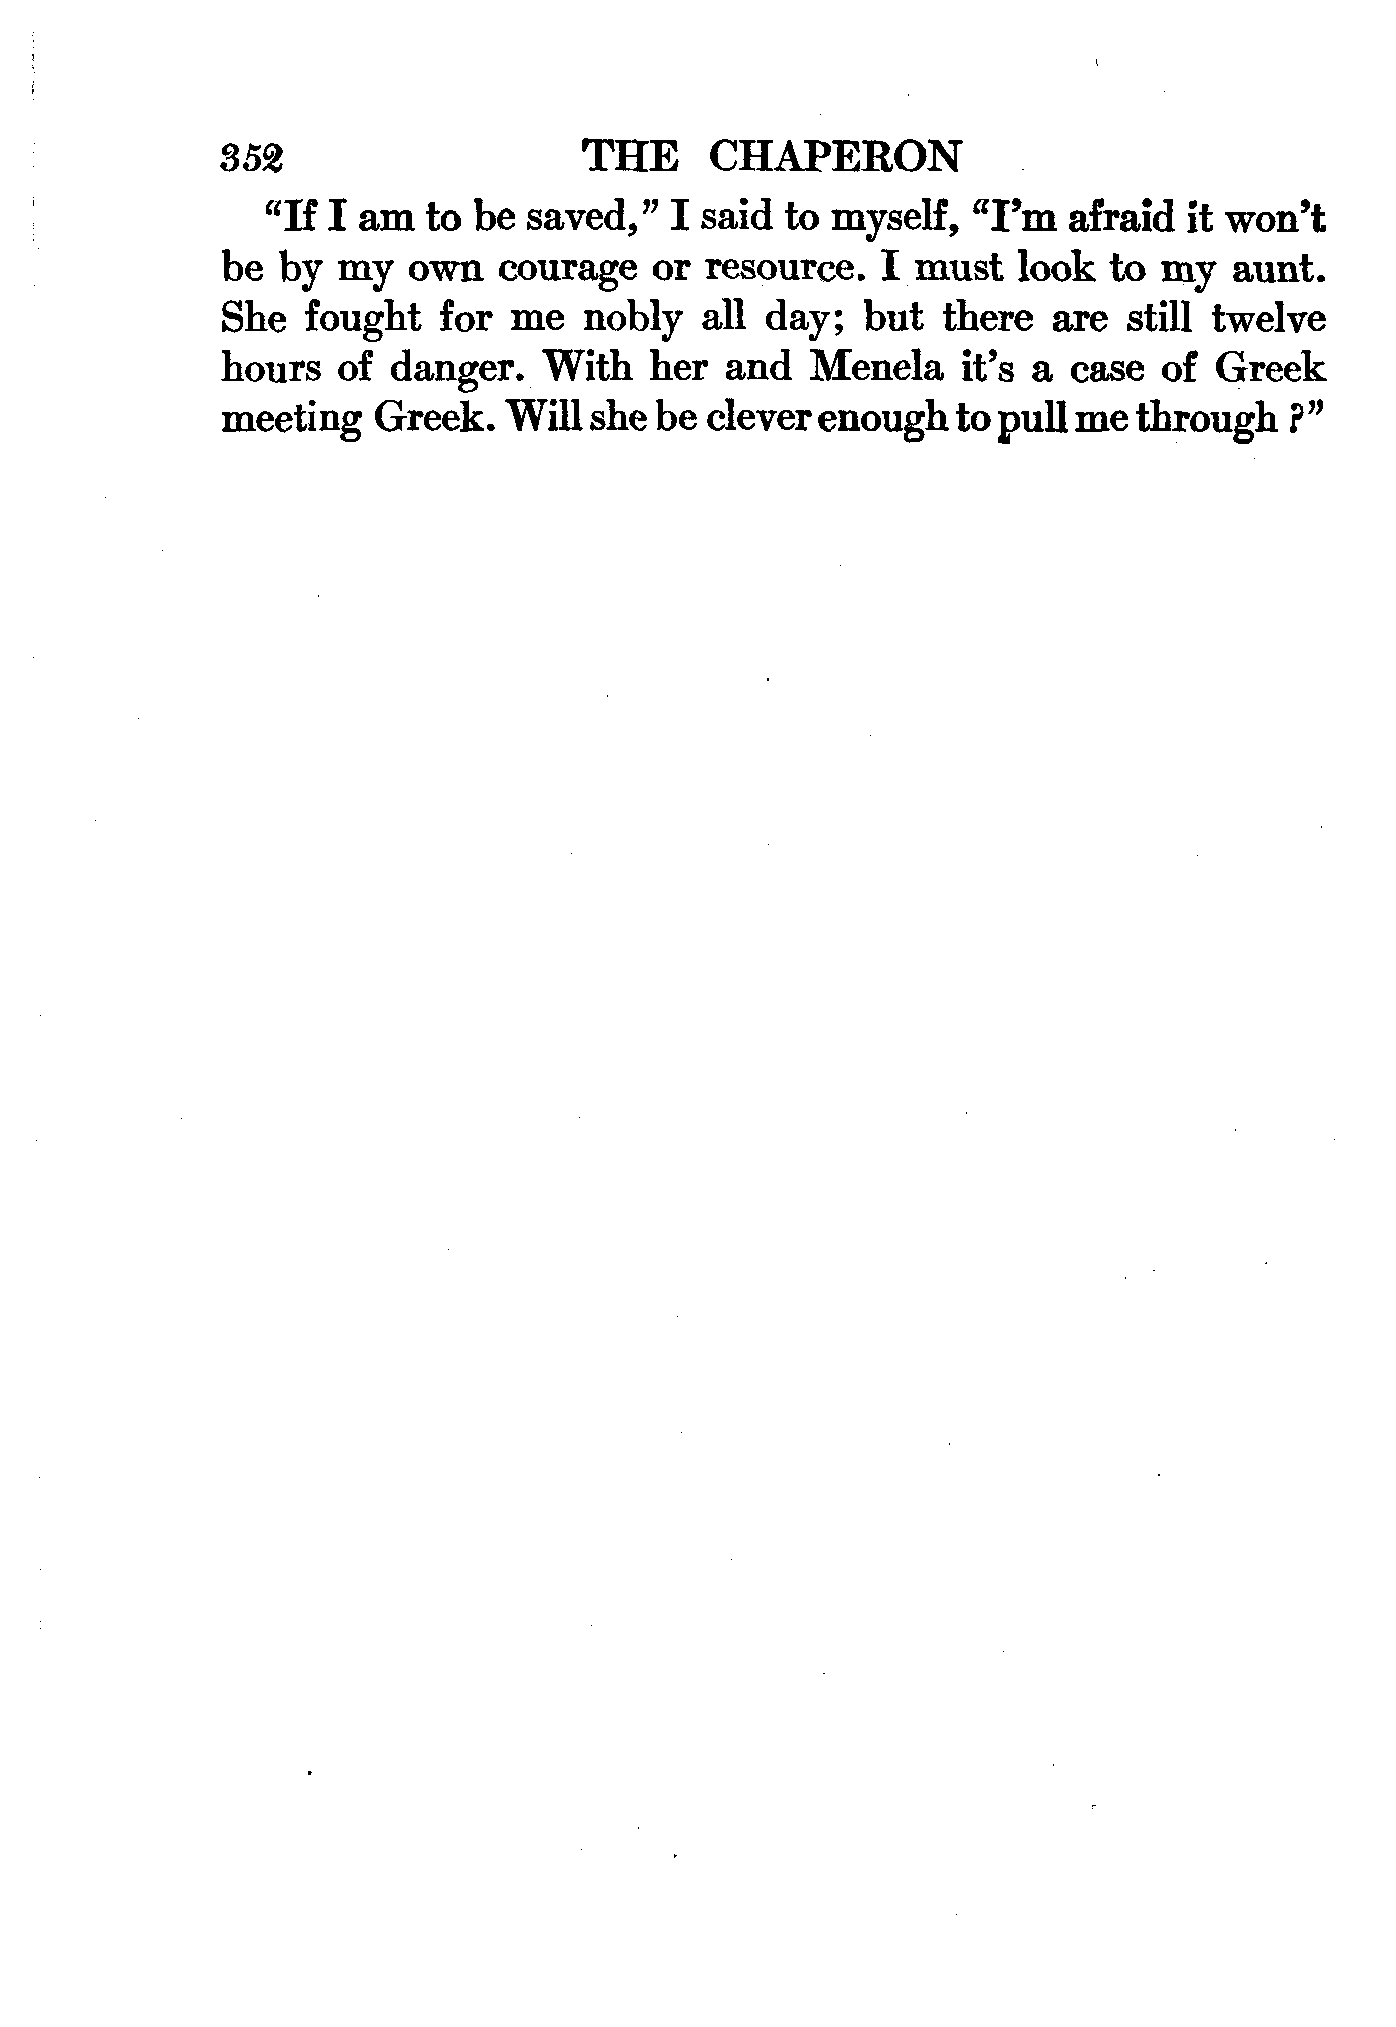 352 THE CHAPERON
"If I am to be saved," I said to myself, "I'm afraid it won't
be by my own courage or resource. I must look to my aunt.
She fought for me nobly all day; but there are still twelve
hours of danger. With her and Menela it's a case of Greek
meeting Greek. Will she be clever enough to pull me through ?"